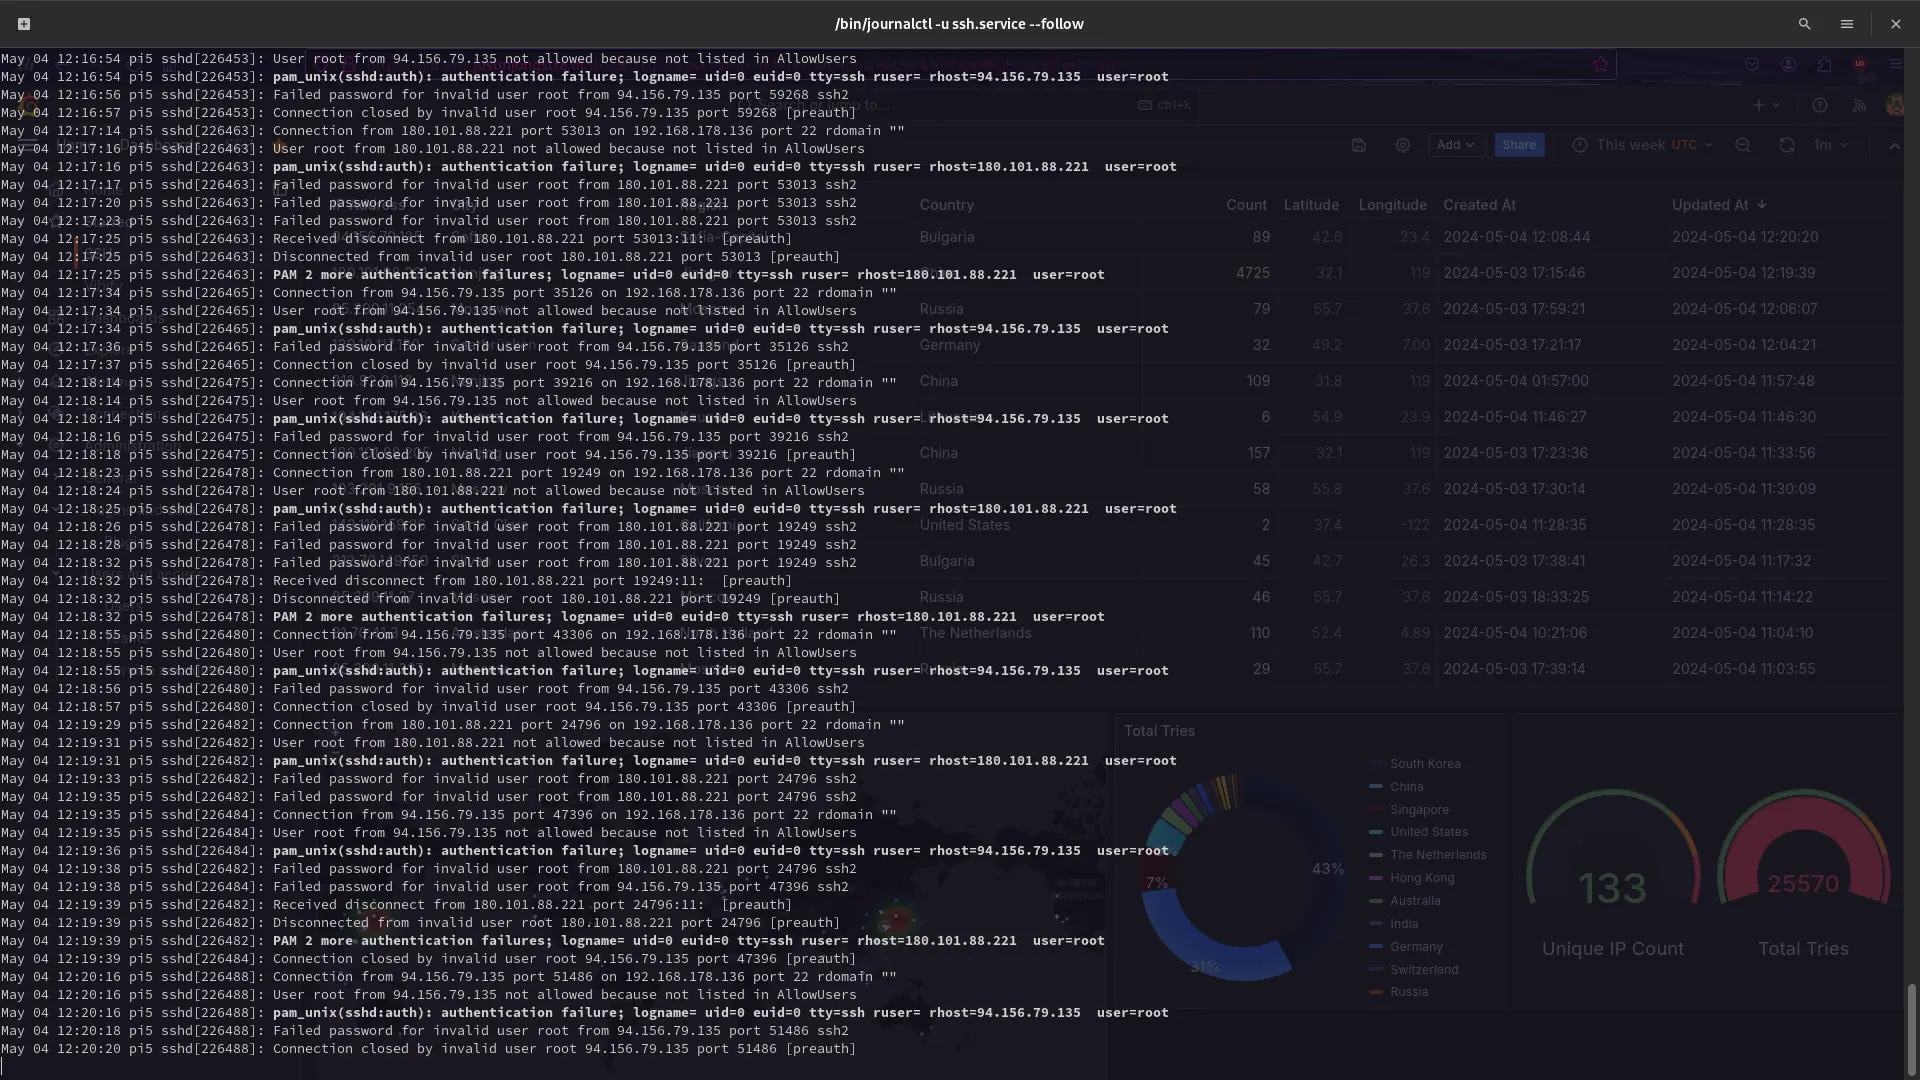 /bin/journalctl -u ssh.service --follow
May 04 12:16:54 pi5 sshd[226453]: User root from 94.156.79.135 not allowed because not listed in AllowUsers
May 04 12:16:54 pi5 sshd[226453]: pam_unix(sshd:auth): authentication failure; logname= uid=0 euid=0 tty=ssh ruser= rhost=94.156.79.135  user=root
May 04 12:16:56 pi5 sshd[226453]: Failed password for invalid user root from 94.156.79.135 port 59268 ssh2
May 04 12:16:57 pi5 sshd[226453]: Connection closed by invalid user root 94.156.79.135 port 59268 [preauth]
May 04 12:17:14 pi5 sshd[226463]: Connection from 180.101.88.221 port 53013 on 192.168.178.136 port 22 rdomain ""
May 04 12:17:16 pi5 sshd[226463]: User root from 180.101.88.221 not allowed because not listed in AllowUsers
May 04 12:17:16 pi5 sshd[226463]: pam_unix(sshd:auth): authentication failure; logname= uid=0 euid=0 tty=ssh ruser= rhost=180.101.88.221  user=root
May 04 12:17:17 pi5 sshd[226463]: Failed password for invalid user root from 180.101.88.221 port 53013 ssh2
May 04 12:17:20 pi5 sshd[226463]: Failed password for invalid user root from 180.101.88.221 port 53013 ssh2
May 04 12:17:23 pi5 sshd[226463]: Failed password for invalid user root from 180.101.88.221 port 53013 ssh2
May 04 12:17:25 pi5 sshd[226463]: Received disconnect from 180.101.88.221 port 53013:11:  [preauth]
May 04 12:17:25 pi5 sshd[226463]: Disconnected from invalid user root 180.101.88.221 port 53013 [preauth]
May 04 12:17:25 pi5 sshd[226463]: PAM 2 more authentication failures; logname= uid=0 euid=0 tty=ssh ruser= rhost=180.101.88.221  user=root
May 04 12:17:34 pi5 sshd[226465]: Connection from 94.156.79.135 port 35126 on 192.168.178.136 port 22 rdomain ""
May 04 12:17:34 pi5 sshd[226465]: User root from 94.156.79.135 not allowed because not listed in AllowUsers
May 04 12:17:34 pi5 sshd[226465]: pam_unix(sshd:auth): authentication failure; logname= uid=0 euid=0 tty=ssh ruser= rhost=94.156.79.135  user=root
May 04 12:17:36 pi5 sshd[226465]: Failed password for invalid user root from 94.156.79.135 port 35126 ssh2
May 04 12:17:37 pi5 sshd[226465]: Connection closed by invalid user root 94.156.79.135 port 35126 [preauth]
May 04 12:18:14 pi5 sshd[226475]: Connection from 94.156.79.135 port 39216 on 192.168.178.136 port 22 rdomain ""
May 04 12:18:14 pi5 sshd[226475]: User root from 94.156.79.135 not allowed because not listed in AllowUsers
May 04 12:18:14 pi5 sshd[226475]: pam_unix(sshd:auth): authentication failure; logname= uid=0 euid=0 tty=ssh ruser= rhost=94.156.79.135  user=root
May 04 12:18:16 pi5 sshd[226475]: Failed password for invalid user root from 94.156.79.135 port 39216 ssh2
May 04 12:18:18 pi5 sshd[226475]: Connection closed by invalid user root 94.156.79.135 port 39216 [preauth]
May 04 12:18:23 pi5 sshd[226478]: Connection from 180.101.88.221 port 19249 on 192.168.178.136 port 22 rdomain ""
May 04 12:18:24 pi5 sshd[226478]: User root from 180.101.88.221 not allowed because not listed in AllowUsers
May 04 12:18:25 pi5 sshd[226478]: pam_unix(sshd:auth): authentication failure; logname= uid=0 euid=0 tty=ssh ruser= rhost=180.101.88.221  user=root
May 04 12:18:26 pi5 sshd[226478]: Failed password for invalid user root from 180.101.88.221 port 19249 ssh2
May 04 12:18:28 pi5 sshd[226478]: Failed password for invalid user root from 180.101.88.221 port 19249 ssh2
May 04 12:18:32 pi5 sshd[226478]: Failed password for invalid user root from 180.101.88.221 port 19249 ssh2
May 04 12:18:32 pi5 sshd[226478]: Received disconnect from 180.101.88.221 port 19249:11:  [preauth]
May 04 12:18:32 pi5 sshd[226478]: Disconnected from invalid user root 180.101.88.221 port 19249 [preauth]
May 04 12:18:32 pi5 sshd[226478]: PAM 2 more authentication failures; logname= uid=0 euid=0 tty=ssh ruser= rhost=180.101.88.221  user=root
May 04 12:18:55 pi5 sshd[226480]: Connection from 94.156.79.135 port 43306 on 192.168.178.136 port 22 rdomain ""
May 04 12:18:55 pi5 sshd[226480]: User root from 94.156.79.135 not allowed because not listed in AllowUsers
May 04 12:18:55 pi5 sshd[226480]: pam_unix(sshd:auth): authentication failure; logname= uid=0 euid=0 tty=ssh ruser= rhost=94.156.79.135  user=root
May 04 12:18:56 pi5 sshd[226480]: Failed password for invalid user root from 94.156.79.135 port 43306 ssh2
May 04 12:18:57 pi5 sshd[226480]: Connection closed by invalid user root 94.156.79.135 port 43306 [preauth]
May 04 12:19:29 pi5 sshd[226482]: Connection from 180.101.88.221 port 24796 on 192.168.178.136 port 22 rdomain ""
May 04 12:19:31 pi5 sshd[226482]: User root from 180.101.88.221 not allowed because not listed in AllowUsers
May 04 12:19:31 pi5 sshd[226482]: pam_unix(sshd:auth): authentication failure; logname= uid=0 euid=0 tty=ssh ruser= rhost=180.101.88.221  user=root
May 04 12:19:33 pi5 sshd[226482]: Failed password for invalid user root from 180.101.88.221 port 24796 ssh2
May 04 12:19:35 pi5 sshd[226482]: Failed password for invalid user root from 180.101.88.221 port 24796 ssh2
May 04 12:19:35 pi5 sshd[226484]: Connection from 94.156.79.135 port 47396 on 192.168.178.136 port 22 rdomain ""
May 04 12:19:35 pi5 sshd[226484]: User root from 94.156.79.135 not allowed because not listed in AllowUsers
May 04 12:19:36 pi5 sshd[226484]: pam_unix(sshd:auth): authentication failure; logname= uid=0 euid=0 tty=ssh ruser= rhost=94.156.79.135  user=root
May 04 12:19:38 pi5 sshd[226482]: Failed password for invalid user root from 180.101.88.221 port 24796 ssh2
May 04 12:19:38 pi5 sshd[226484]: Failed password for invalid user root from 94.156.79.135 port 47396 ssh2
May 04 12:19:39 pi5 sshd[226482]: Received disconnect from 180.101.88.221 port 24796:11:  [preauth]
May 04 12:19:39 pi5 sshd[226482]: Disconnected from invalid user root 180.101.88.221 port 24796 [preauth]
May 04 12:19:39 pi5 sshd[226482]: PAM 2 more authentication failures; logname= uid=0 euid=0 tty=ssh ruser= rhost=180.101.88.221  user=root
May 04 12:19:39 pi5 sshd[226484]: Connection closed by invalid user root 94.156.79.135 port 47396 [preauth]
May 04 12:20:16 pi5 sshd[226488]: Connection from 94.156.79.135 port 51486 on 192.168.178.136 port 22 rdomain ""
May 04 12:20:16 pi5 sshd[226488]: User root from 94.156.79.135 not allowed because not listed in AllowUsers
May 04 12:20:16 pi5 sshd[226488]: pam_unix(sshd:auth): authentication failure; logname= uid=0 euid=0 tty=ssh ruser= rhost=94.156.79.135  user=root
May 04 12:20:18 pi5 sshd[226488]: Failed password for invalid user root from 94.156.79.135 port 51486 ssh2
May 04 12:20:20 pi5 sshd[226488]: Connection closed by invalid user root 94.156.79.135 port 51486 [preauth]
Search or jump to...
ctrl+k
Add
Share
This week UTC
1m
Country Count Latitude Longitude Created At Updated At
Bulgaria 89 42.6 23.4 2024-05-04 12:08:44 2024-05-04 12:20:20
4725 32.1 119 2024-05-03 17:15:46 2024-05-04 12:19:39
Russia 79 55.7 37.6 2024-05-03 17:59:21 2024-05-04 12:06:07
Germany 32 49.2 7.00 2024-05-03 17:21:17 2024-05-04 12:04:21
China 109 31.8 119 2024-05-04 01:57:00 2024-05-04 11:57:48
6 54.9 23.9 2024-05-04 11:46:27 2024-05-04 11:46:30
China 157 32.1 119 2024-05-03 17:23:36 2024-05-04 11:33:56
Russia 58 55.8 37.6 2024-05-03 17:30:14 2024-05-04 11:30:09
United States 2 37.4 -122 2024-05-04 11:28:35 2024-05-04 11:28:35
Bulgaria 45 42.7 26.3 2024-05-03 17:38:41 2024-05-04 11:17:32
Russia 46 55.7 37.6 2024-05-03 18:33:25 2024-05-04 11:14:22
The Netherlands 110 52.4 4.89 2024-05-04 10:21:06 2024-05-04 11:04:10
29 55.7 37.6 2024-05-03 17:39:14 2024-05-04 11:03:55
Total Tries
43%
7%
31%
South Korea
China
Singapore
United States
The Netherlands
Hong Kong
Australia
India
Germany
Switzerland
Russia
133
Unique IP Count
25570
Total Tries